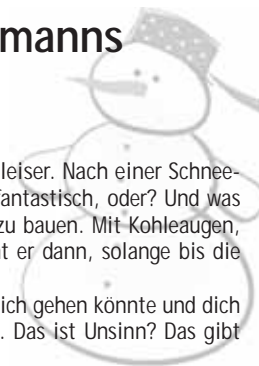 manns
leiser. Nach einer Schnee-
fantastisch, oder? Und was
zu bauen. Mit Kohleaugen,
er dann, solange bis die
ich gehen könnte und dich
. Das ist Unsinn? Das gibt